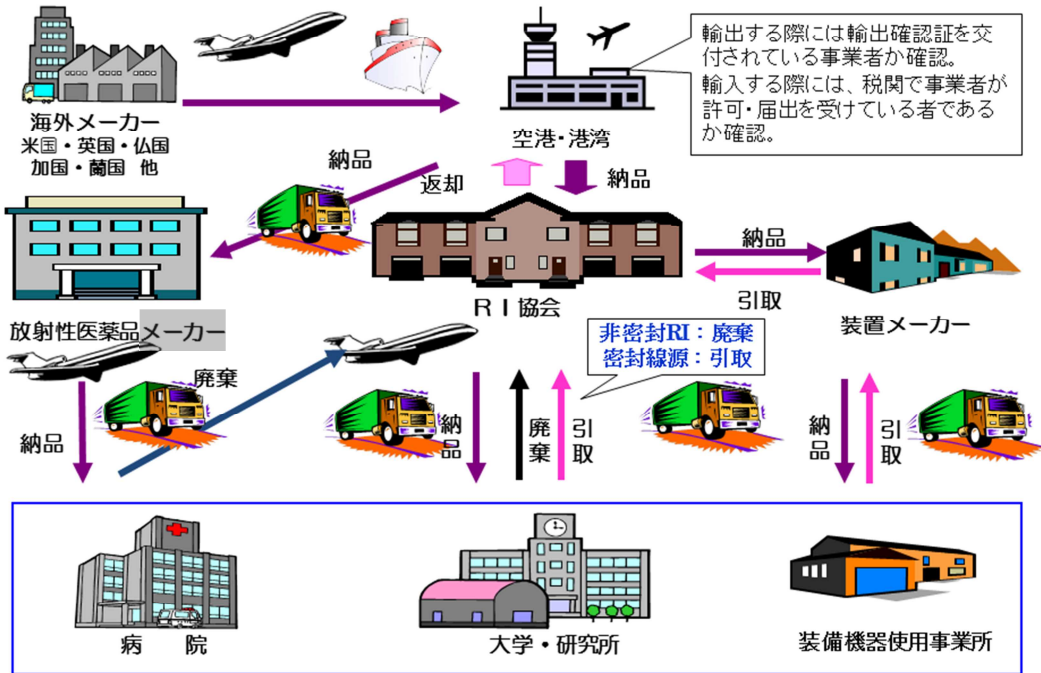 輸出する際には輸出確認証を交
付されている事業者か確認。
輸入する際には、税関で事業者が
許可・届出を受けている者である
か確認。
海外メーカー
米国・英国・仏国
加国・蘭国 他
空港・港湾
納品
返却
納品
納品
引取
RI協会
放射性医薬品メーカー
装置メーカー
非密封RI：廃棄
密封線源：引取
廃棄
納品
納品
廃棄
引取
納品
引取
病 院
大学・研究所
装備機器使用事業所